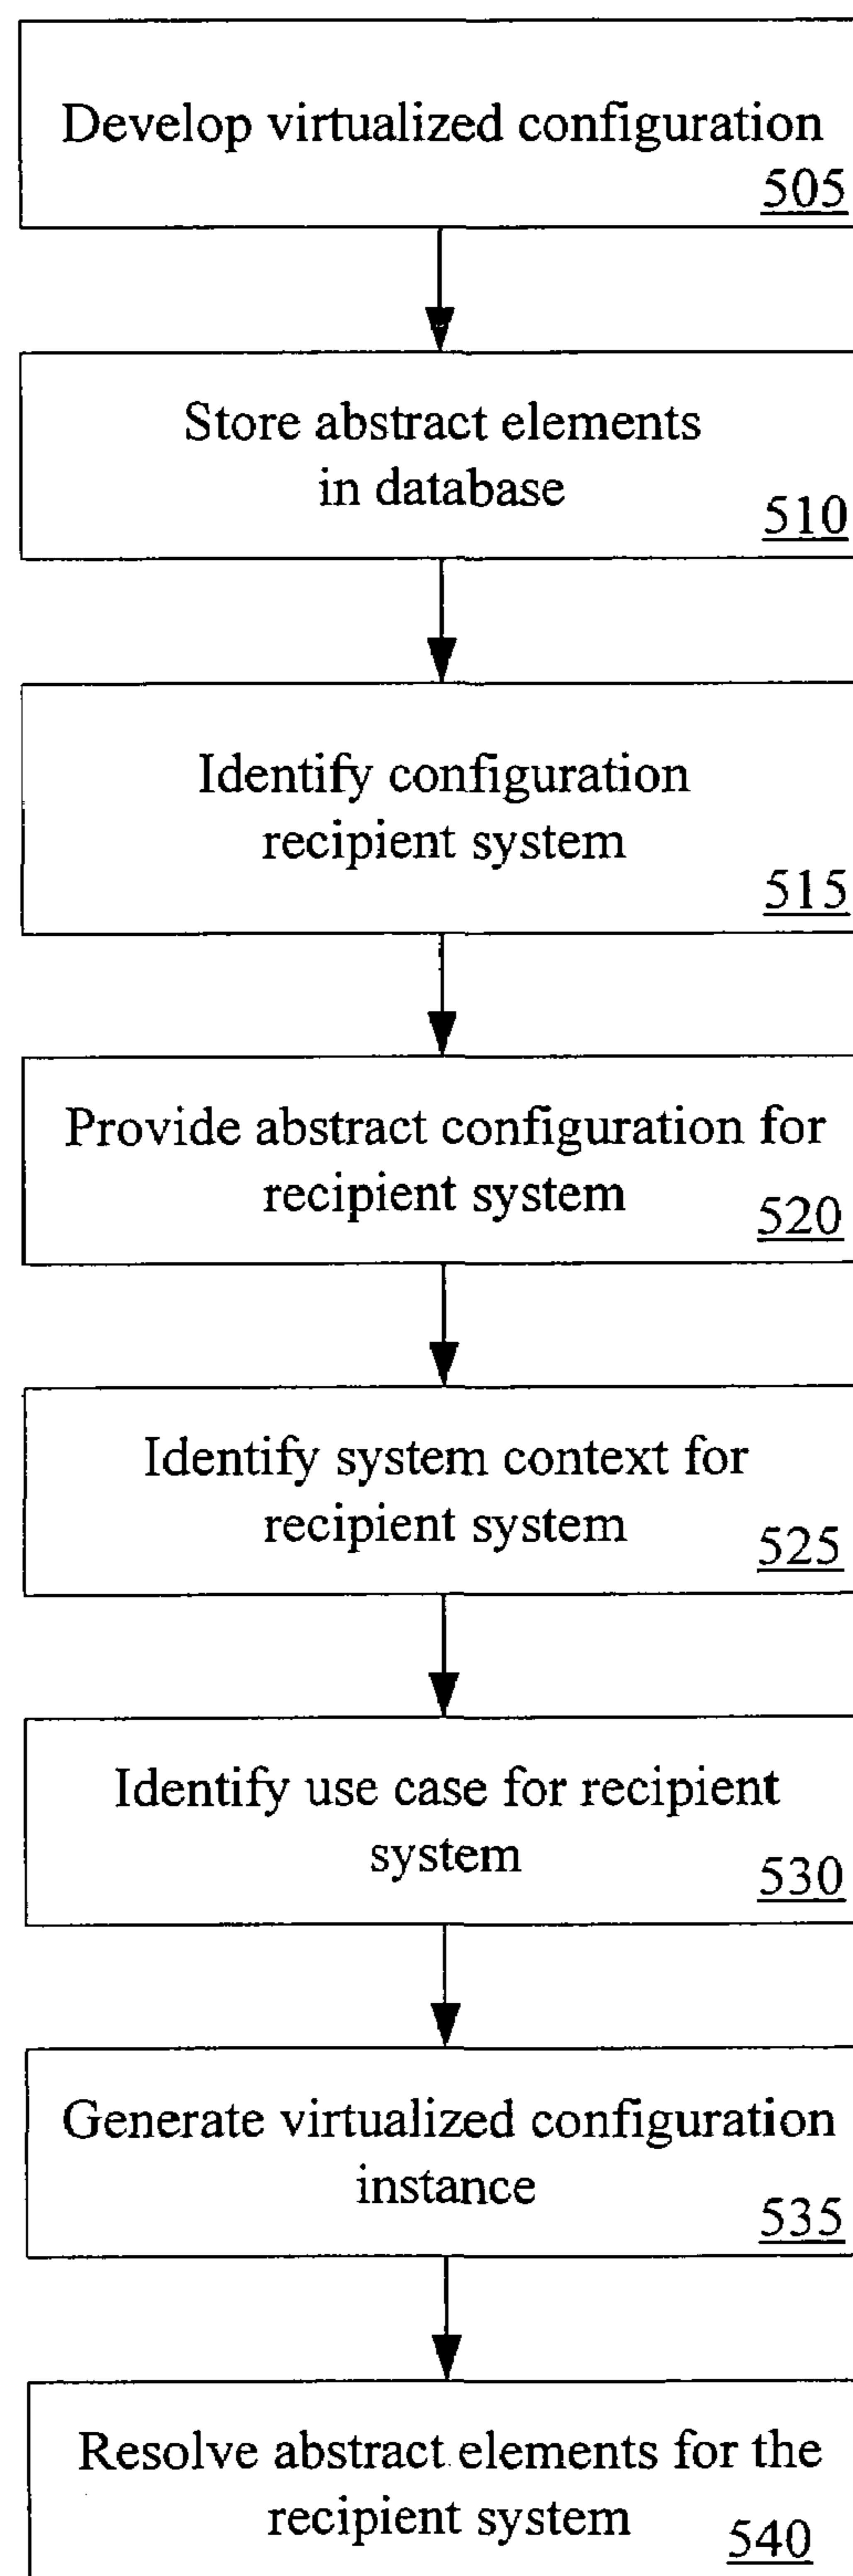 Develop virtualized configuration
505
Store abstract elements
in database
510
Identify configuration
recipient system
515
Provide abstract configuration for
recipient system
520
Identify system context for
recipient system
525
Identify use case for recipient
system
530
Generate virtualized configuration
instance
535
Resolve abstract elements for the
recipient system
540